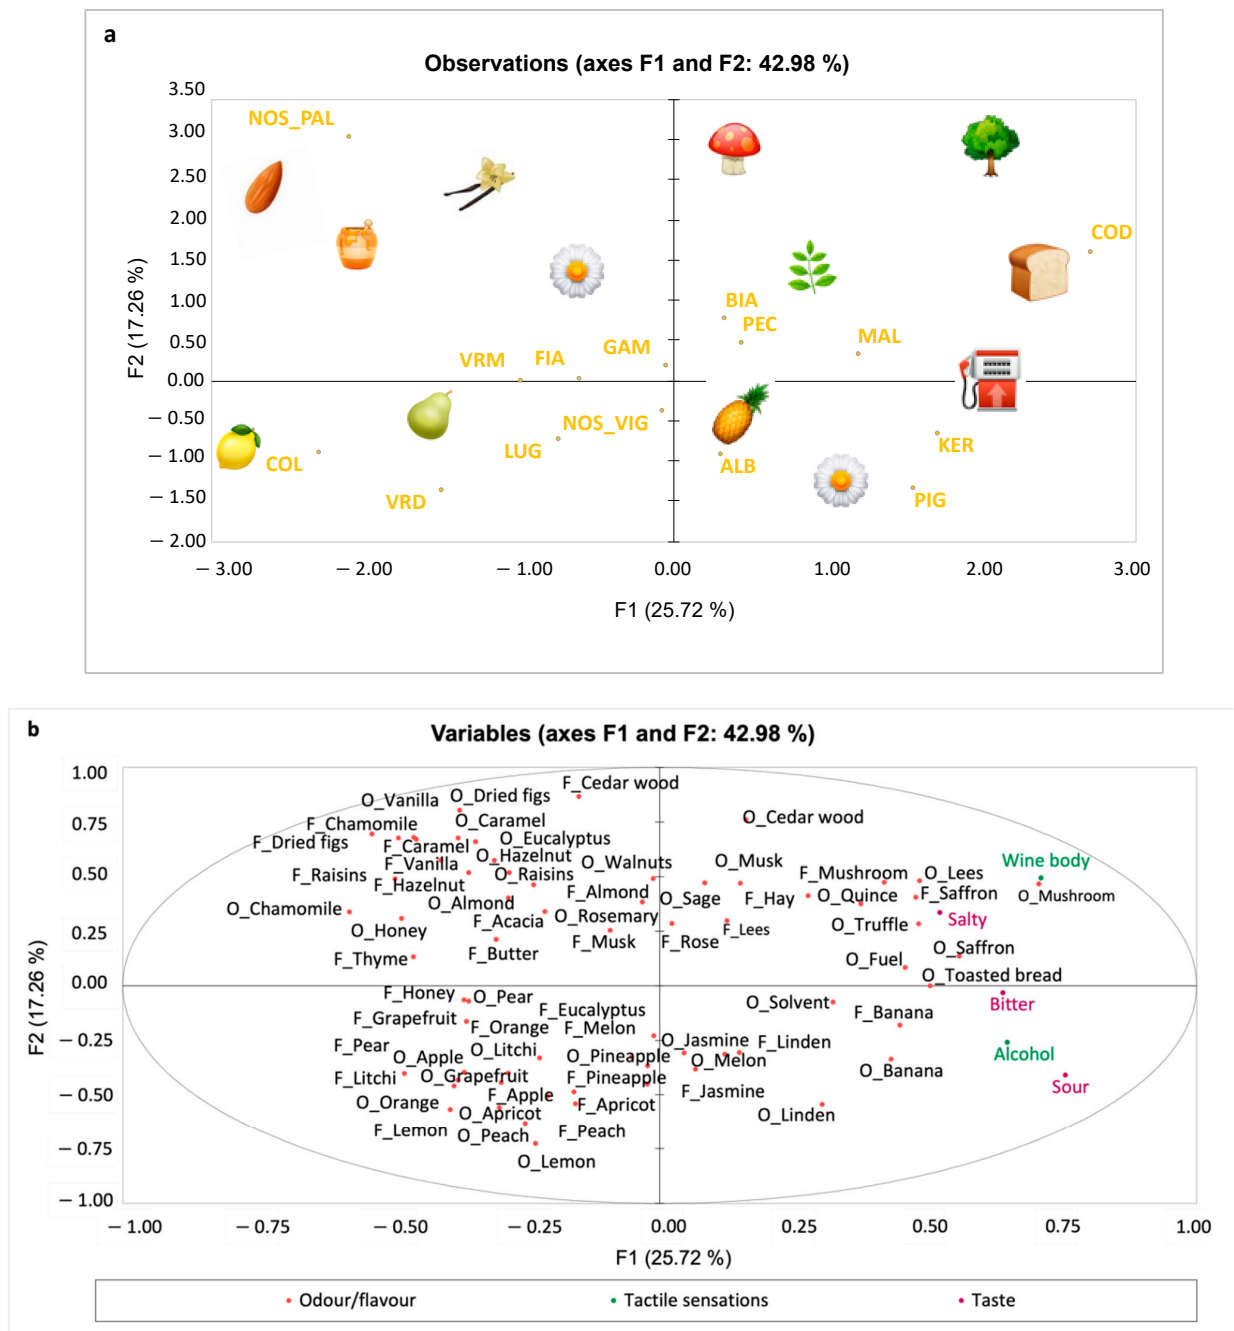 a
Observations (axes F1 and F2: 42.98 %)
3.50
3.00
2.50
2.00
1.50
1.00
0.50
0.00
– 0.50
– 1.00
– 1.50
– 2.00
F2 (17.26 %)
NOS_PAL
COD
BIA
PEC
MAL
GAM
FIA
VRM
NOS_VIG
LUG
COL
VRD
ALB
KER
PIG
– 3.00 – 2.00 – 1.00 0.00 1.00 2.00 3.00
F1 (25.72 %)
b
Variables (axes F1 and F2: 42.98 %)
1.00
0.75
0.50
0.25
0.00
– 0.25
– 0.50
– 0.75
– 1.00
F2 (17.26 %)
F_Cedar wood
O_Vanilla O_Dried figs
F_Chamomile O_Caramel O_Cedar wood
F_Dried figs F_Caramel O_Eucalyptus
F_Vanilla O_Hazelnut O_Walnuts O_Musk Wine body
F_Raisins F_Hazelnut O_Raisins F_Almond O_Sage F_Hay F_Mushroom O_Lees
O_Quince F_Saffron O_Mushroom
O_Chamomile O_Almond F_Acacia O_Rosemary Salty
O_Honey F_Musk F_Rose F_Lees O_Truffle
F_Thyme F_Butter O_Fuel O_Saffron
O_Toasted bread
F_Honey O_Pear O_Solvent Bitter
F_Grapefruit F_Orange F_Eucalyptus F_Melon F_Banana
F_Pear O_Apple O_Litchi O_Pineapple O_Jasmine F_Linden Alcohol
F_Litchi O_Grapefruit F_Pineapple O_Melon O_Banana Sour
O_Orange F_Apple F_Apricot F_Jasmine
O_Apricot O_Linden
F_Lemon O_Peach F_Peach
O_Lemon
– 1.00 – 0.75 – 0.50 – 0.25 0.00 0.25 0.50 0.75 1.00
F1 (25.72 %)
Odour/flavour Tactile sensations Taste